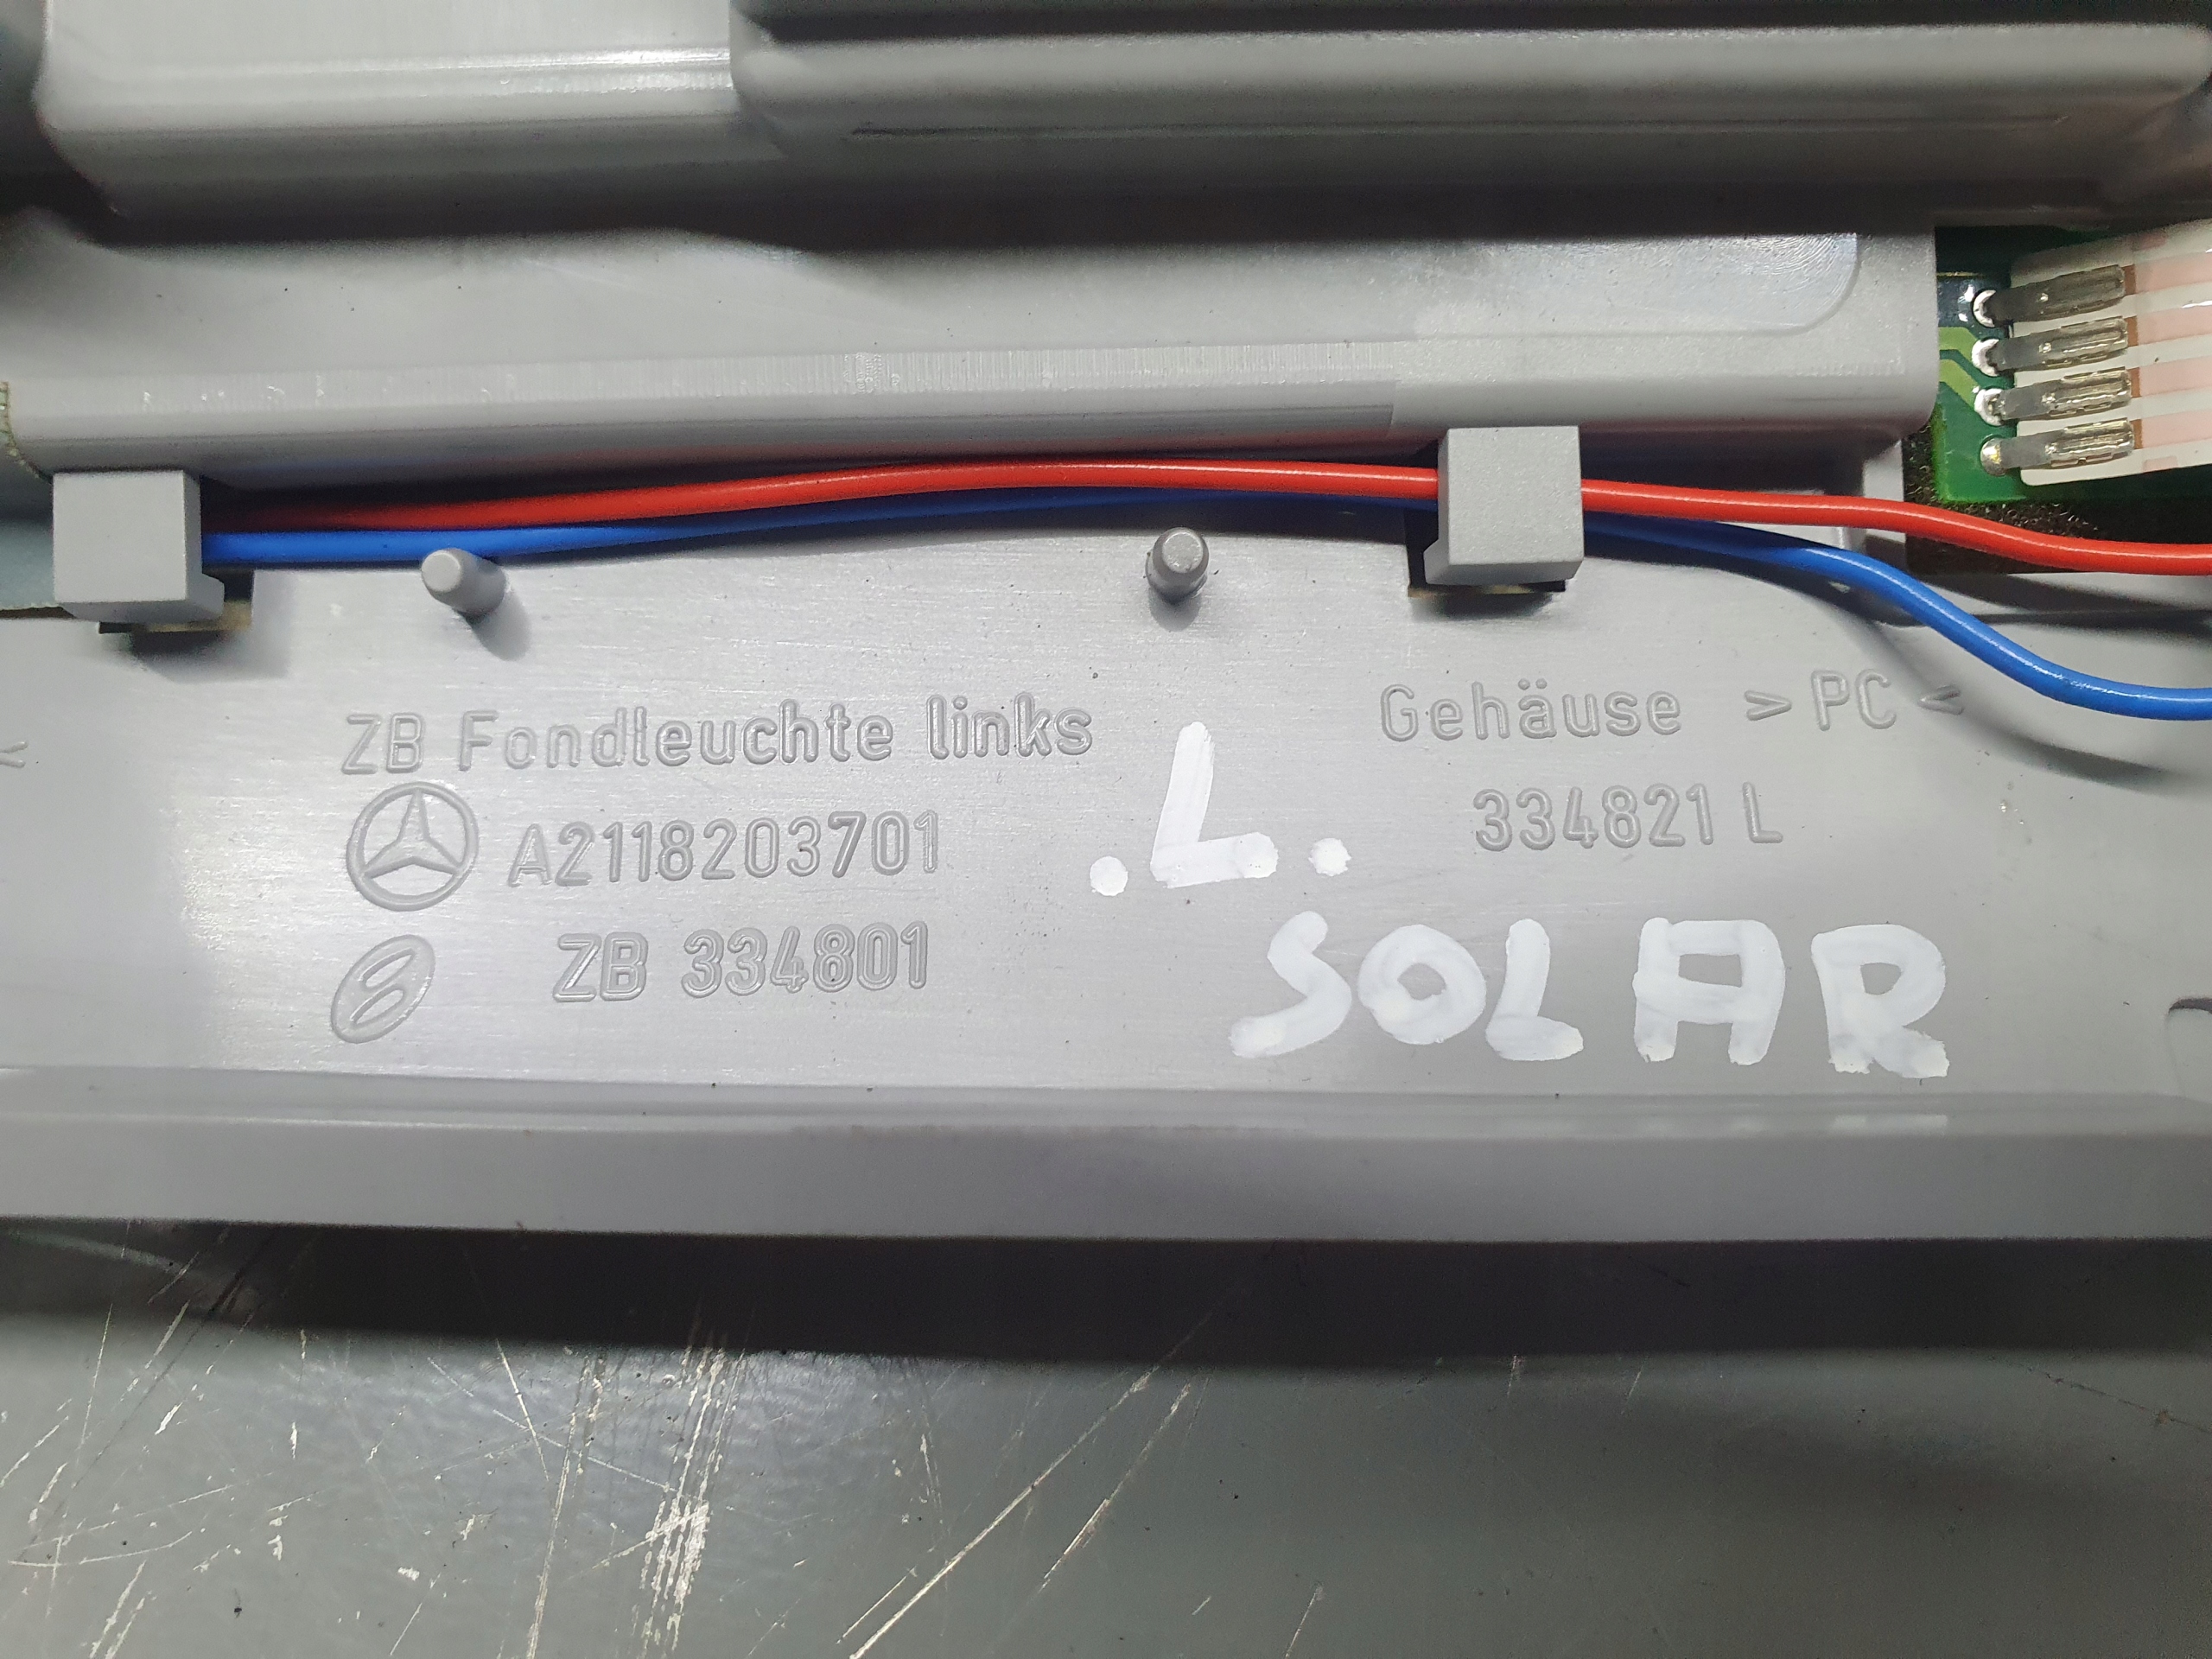 ZB Fondleuchte links
A2118203701
ZB 334801
Gehäuse > PC <
334821 L
.L.
SOLAR